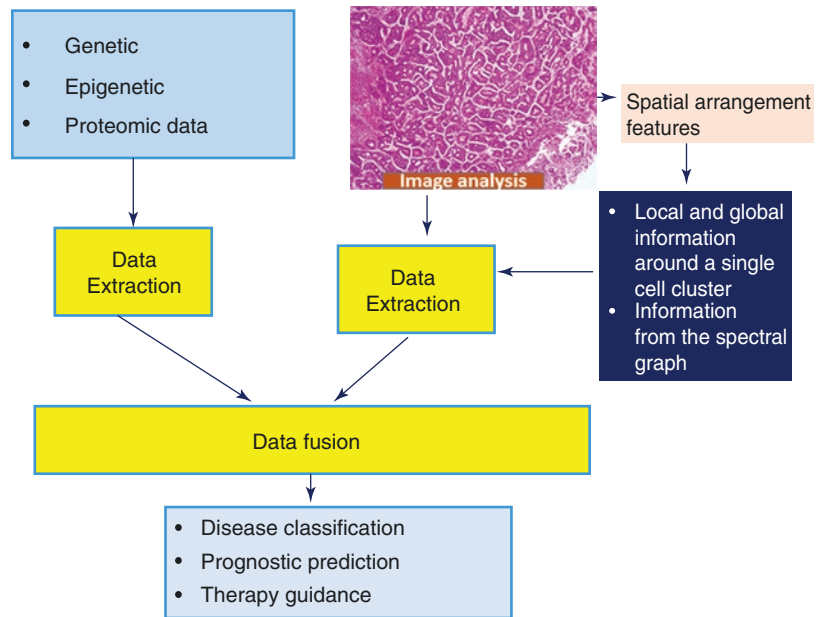 • Genetic
• Epigenetic
• Proteomic data
Image analysis
Spatial arrangement
features
• Local and global
information
around a single
cell cluster
• Information
from the spectral
graph
Data
Extraction
Data
Extraction
Data fusion
• Disease classification
• Prognostic prediction
• Therapy guidance